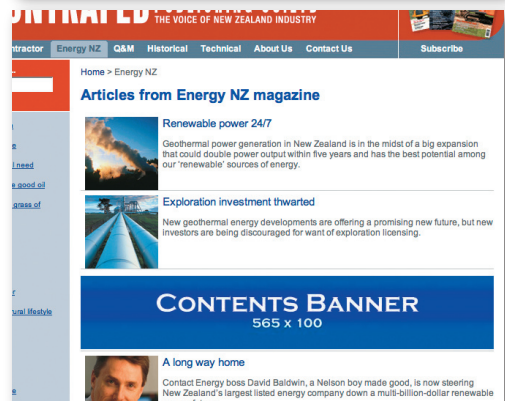 THE VOICE OF NEW ZEALAND INDUSTRY
Energy NZ Q&M Historical Technical About Us Contact Us Subscribe
Home > Energy NZ
Articles from Energy NZ magazine
Renewable power 24/7
Geothermal power generation in New Zealand is in the midst of a big expansion
that could double power output within five years and has the best potential among
our 'renewable' sources of energy.
need
good oil
grass of
Exploration investment thwarted
New geothermal energy developments are offering a promising new future, but new
investors are being discouraged for want of exploration licensing.
CONTENTS BANNER
565 x 100
lifestyle
A long way home
Contact Energy boss David Baldwin, a Nelson boy made good, is now steering
New Zealand's largest listed energy company down a multi-billion-dollar renewable